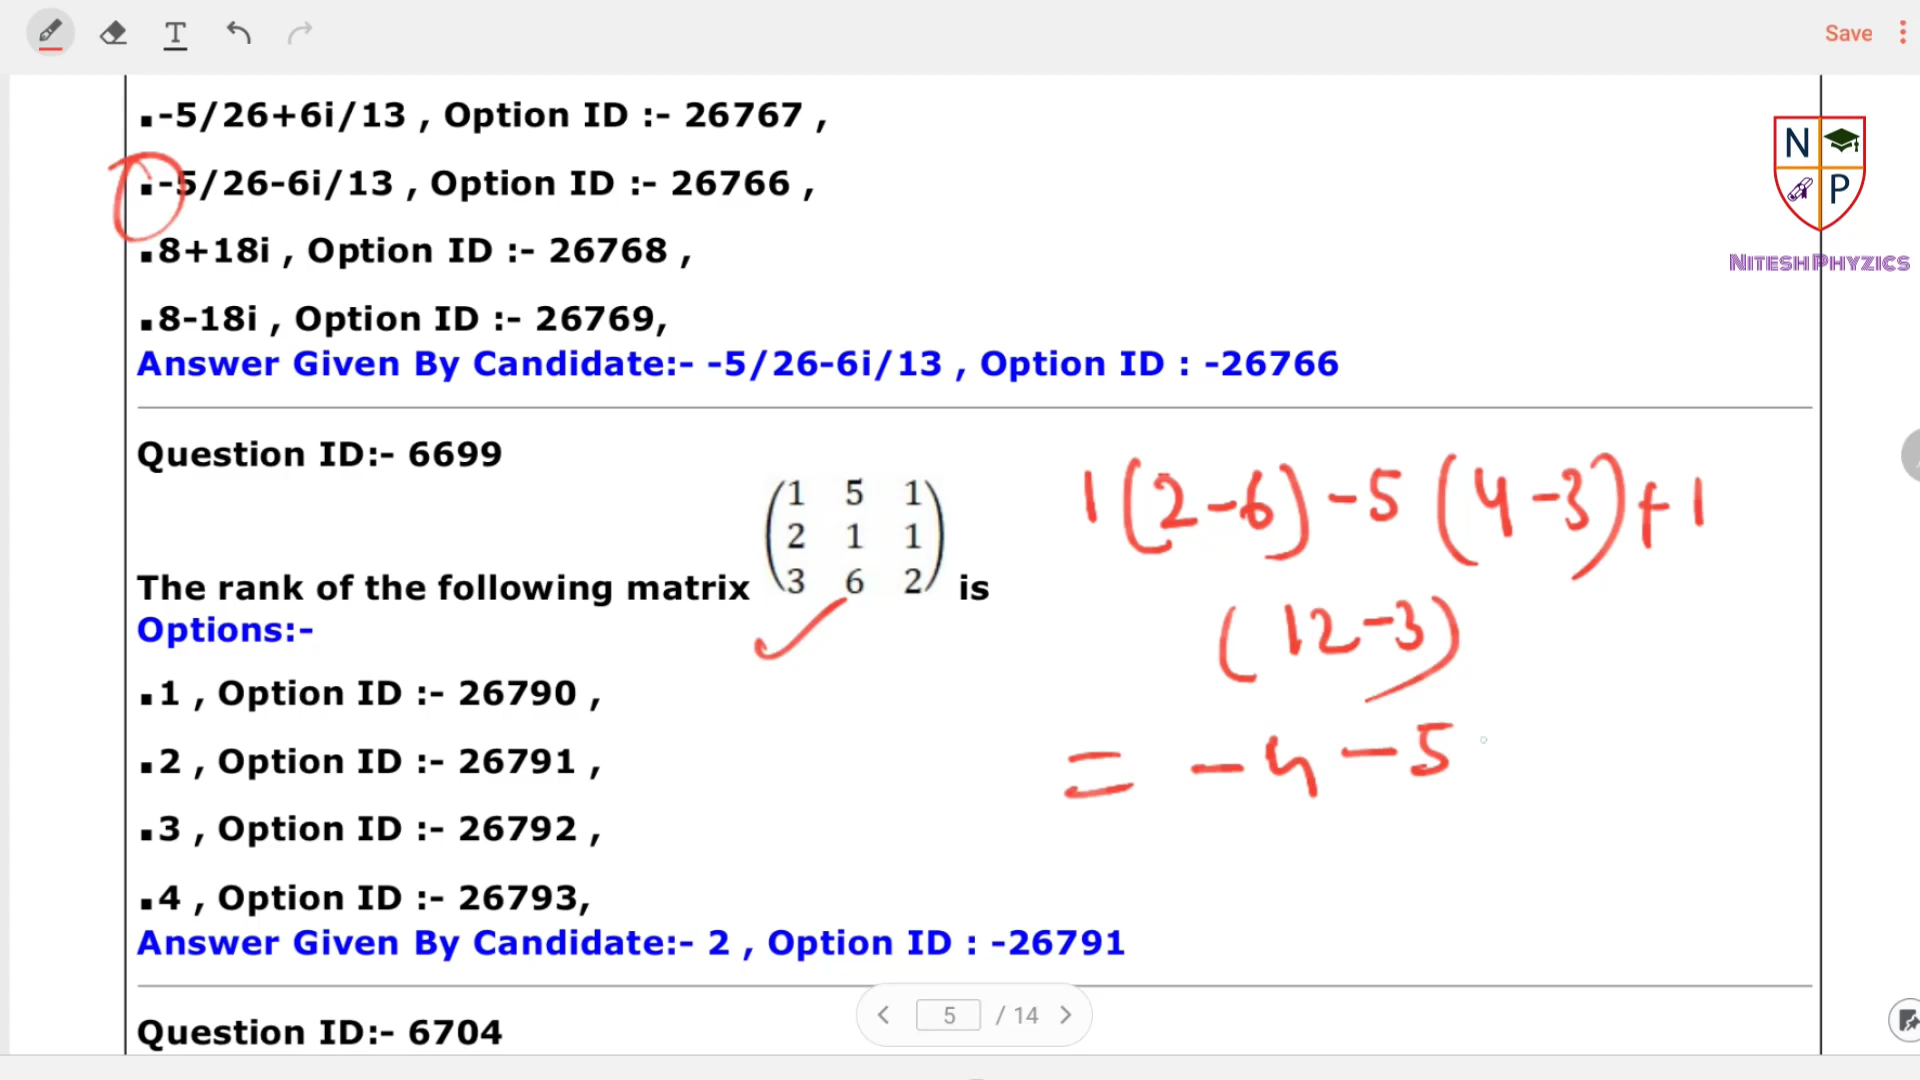 T
Save
-5/26+6i/13 , Option ID :- 26767 ,
-5/26-6i/13 , Option ID :- 26766 ,
8+18i , Option ID :- 26768 ,
8-18i , Option ID :- 26769,
Answer Given By Candidate:- -5/26-6i/13 , Option ID : -26766
N
P
NITESH PHYZICS
Question ID:- 6699
1 5 1
2 1 1
3 6 2
The rank of the following matrix is
Options:-
1 , Option ID :- 26790 ,
2 , Option ID :- 26791 ,
3 , Option ID :- 26792 ,
4 , Option ID :- 26793,
Answer Given By Candidate:- 2 , Option ID : -26791
1(2-6)-5(4-3)+1
(12-3)
= -4-5
Question ID:- 6704
5 / 14